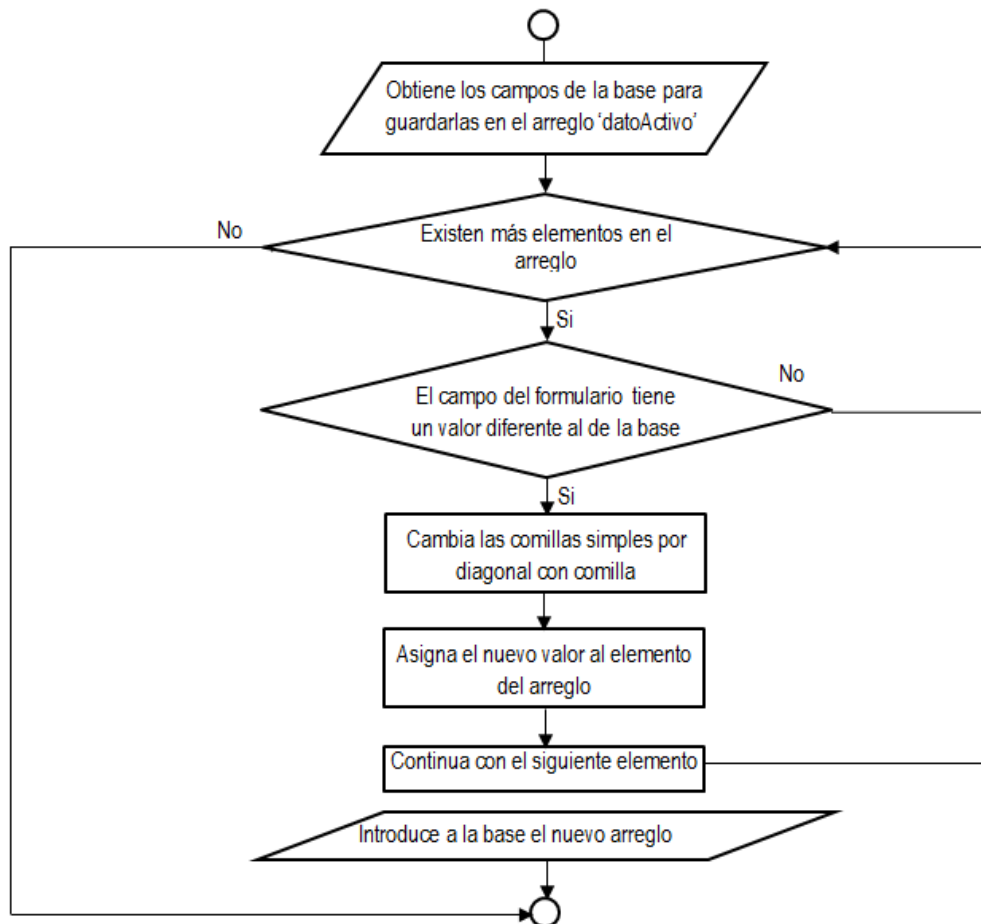 Obtiene los campos de la base para
guardarlas en el arreglo ‘datoActivo’
No
Existen más elementos en el
arreglo
Si
No
El campo del formulario tiene
un valor diferente al de la base
Si
Cambia las comillas simples por
diagonal con comilla
Asigna el nuevo valor al elemento
del arreglo
Continua con el siguiente elemento
Introduce a la base el nuevo arreglo